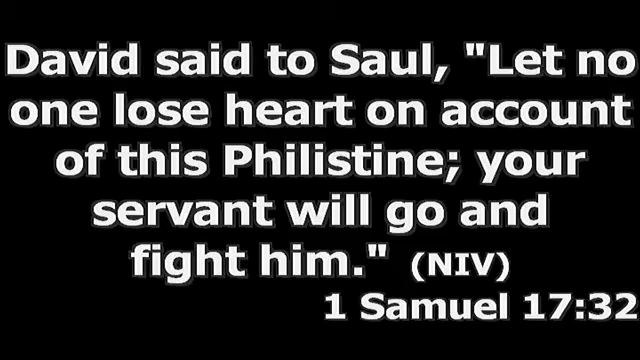 David said to Saul, "Let no
one lose heart on account
of this Philistine; your
servant will go and
fight him." (NIV)
1 Samuel 17:32